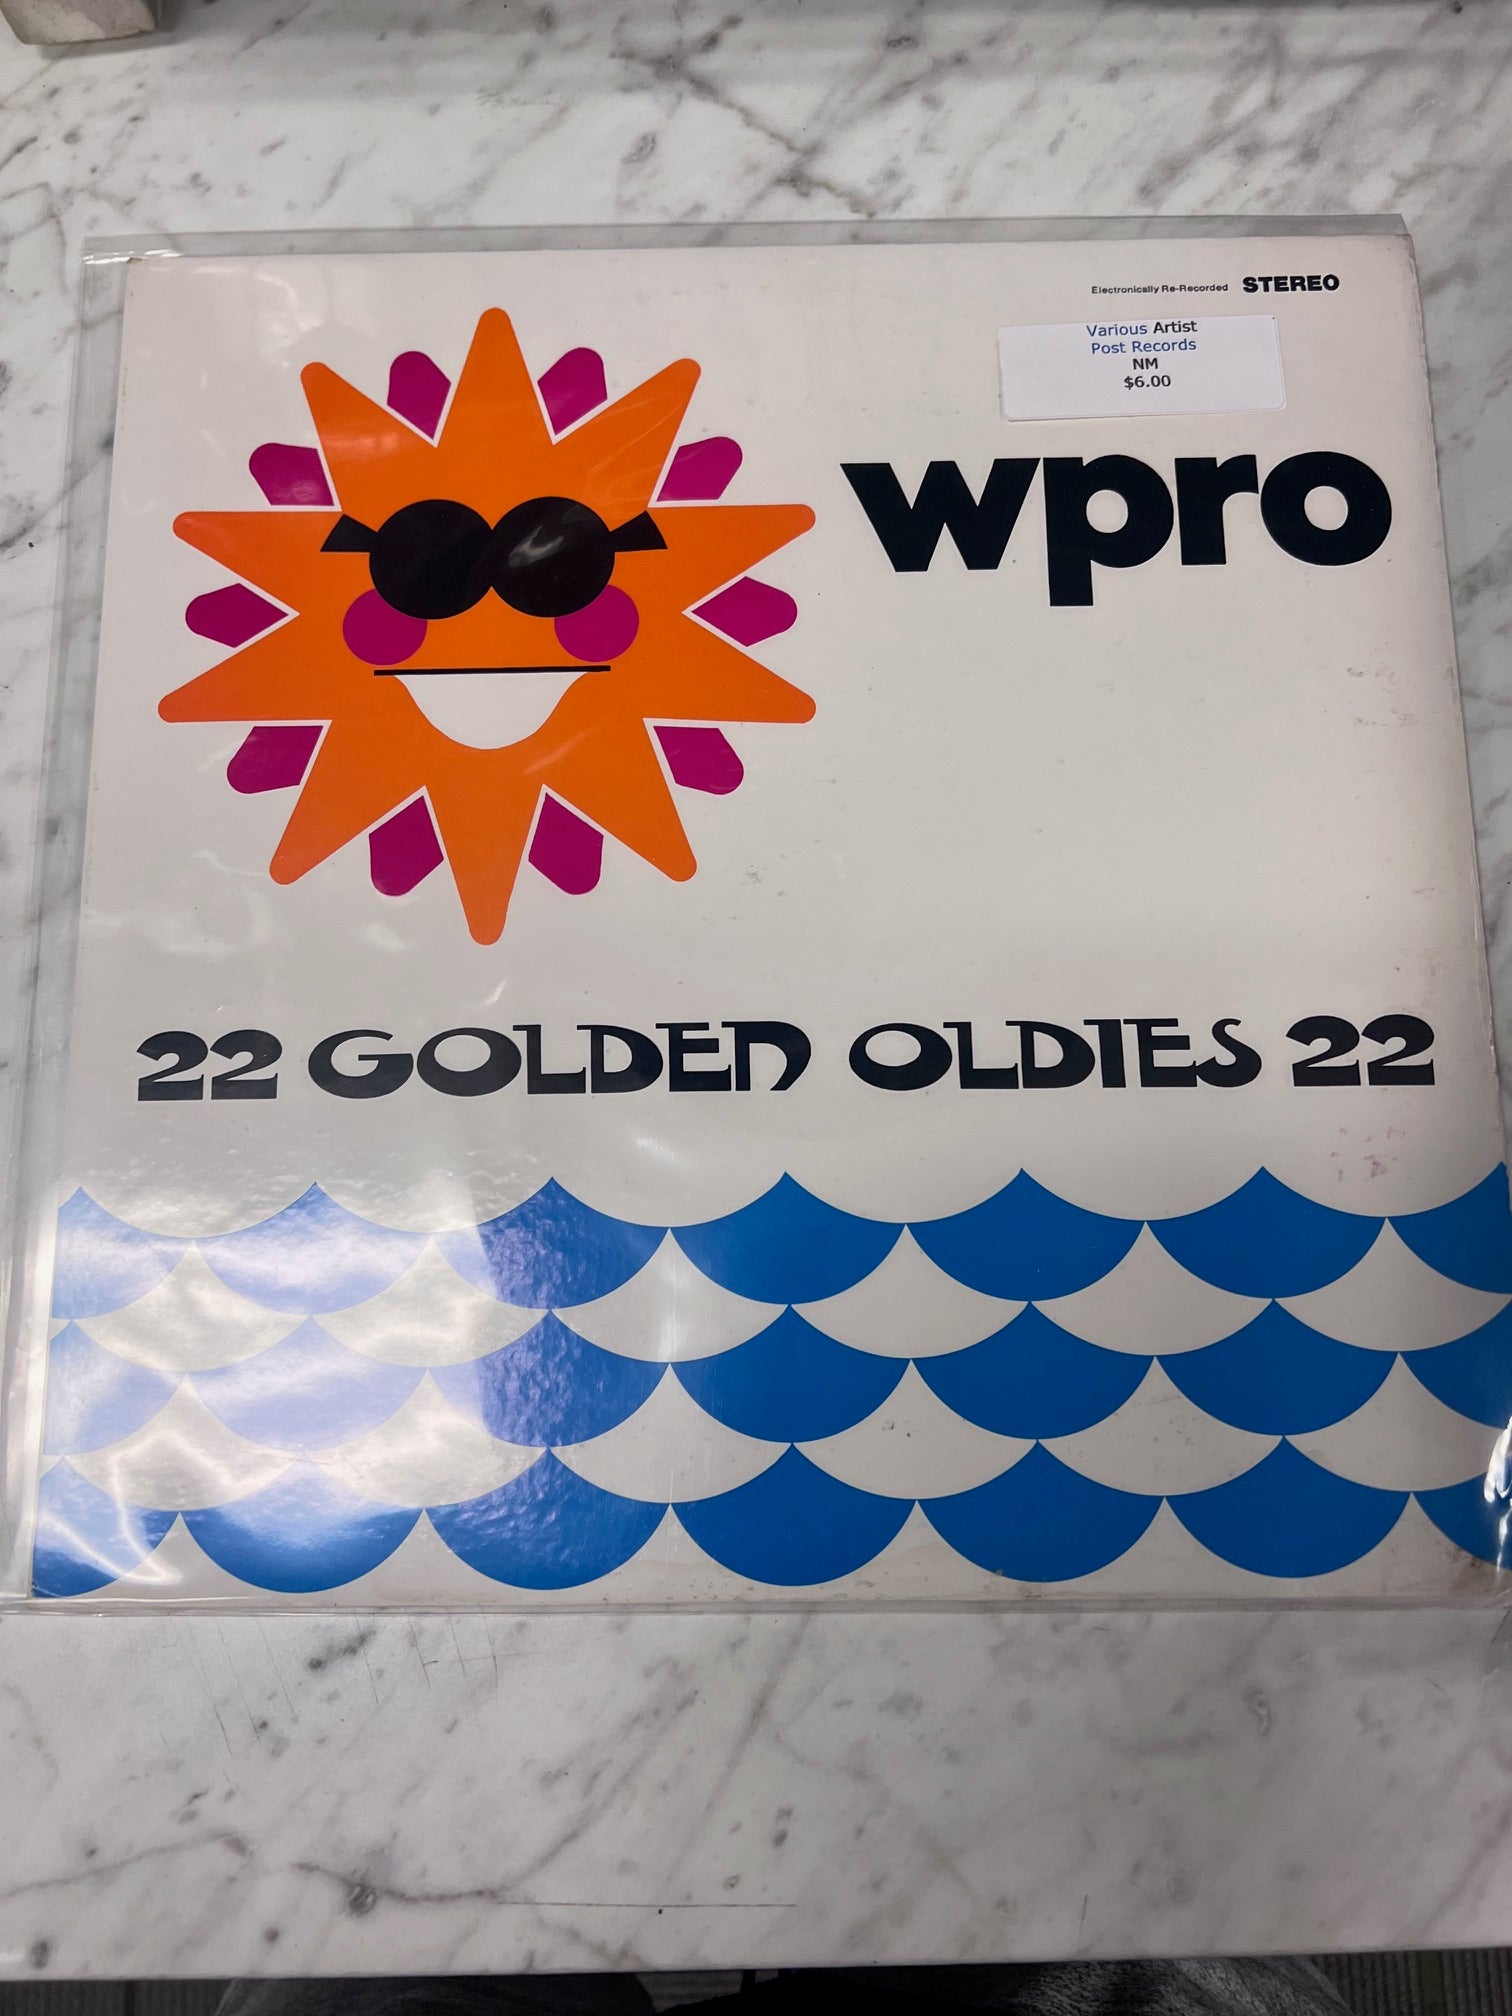 Electronically Re-Recorded STEREO
Various Artist
Post Records
NM
$6.00
wpro
22 GOLDEN OLDIES 22